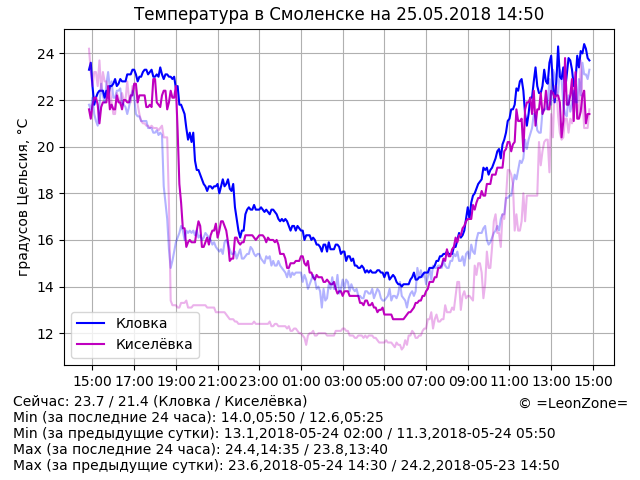 Температура в Смоленске на 25.05.2018 14:50
градусов Цельсия, °C
24
22
20
18
16
14
12
Кловка
Киселёвка
15:00 17:00 19:00 21:00 23:00 01:00 03:00 05:00 07:00 09:00 11:00 13:00 15:00
Сейчас: 23.7 / 21.4 (Кловка / Киселёвка)
© =LeonZone=
Min (за последние 24 часа): 14.0,05:50 / 12.6,05:25
Min (за предыдущие сутки): 13.1,2018-05-24 02:00 / 11.3,2018-05-24 05:50
Max (за последние 24 часа): 24.4,14:35 / 23.8,13:40
Max (за предыдущие сутки): 23.6,2018-05-24 14:30 / 24.2,2018-05-23 14:50